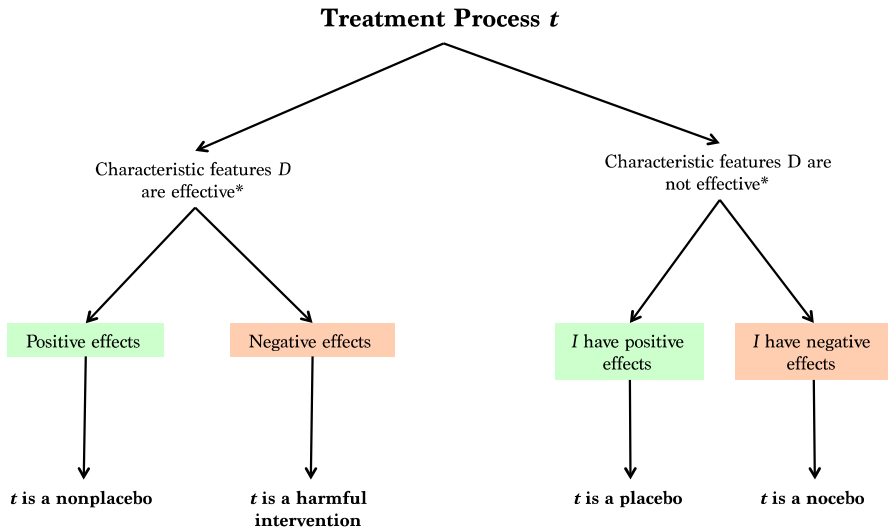 Treatment Process t
Characteristic features D
are effective*
Characteristic features D are
not effective*
Positive effects
Negative effects
I have positive
effects
I have negative
effects
t is a nonplacebo
t is a harmful
intervention
t is a placebo
t is a nocebo